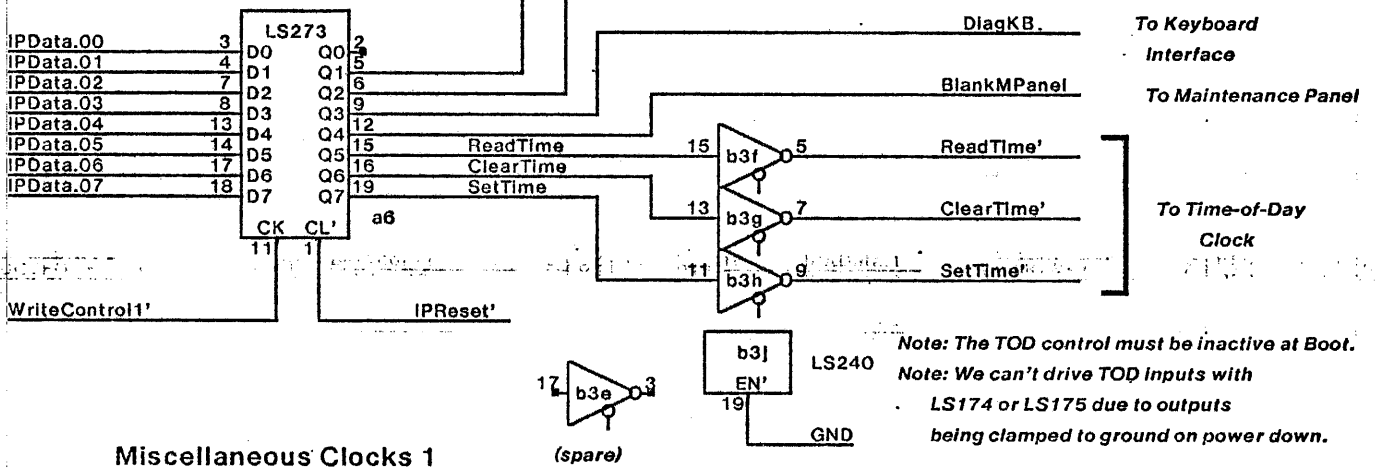 LS273
IPData.00 3 D0 Q0 2
IPData.01 4 D1 Q1 5
IPData.02 7 D2 Q2 6
IPData.03 8 D3 Q3 9
IPData.04 13 D4 Q4 12
IPData.05 14 D5 Q5 15
IPData.06 17 D6 Q6 16
IPData.07 18 D7 Q7 19
CK CL'
11 1
a6
WriteControl1'
IPReset'
ReadTime
ClearTime
SetTime
DiagKB.
To Keyboard
Interface
BlankMPanel
To Maintenance Panel
15 b3f 5 ReadTime'
13 b3g 7 ClearTime'
11 b3h 9 SetTime'
To Time-of-Day
Clock
b3j
EN'
19
LS240
GND
17 b3e 3
(spare)
Note: The TOD control must be inactive at Boot.
Note: We can't drive TOD inputs with
LS174 or LS175 due to outputs
being clamped to ground on power down.
Miscellaneous Clocks 1